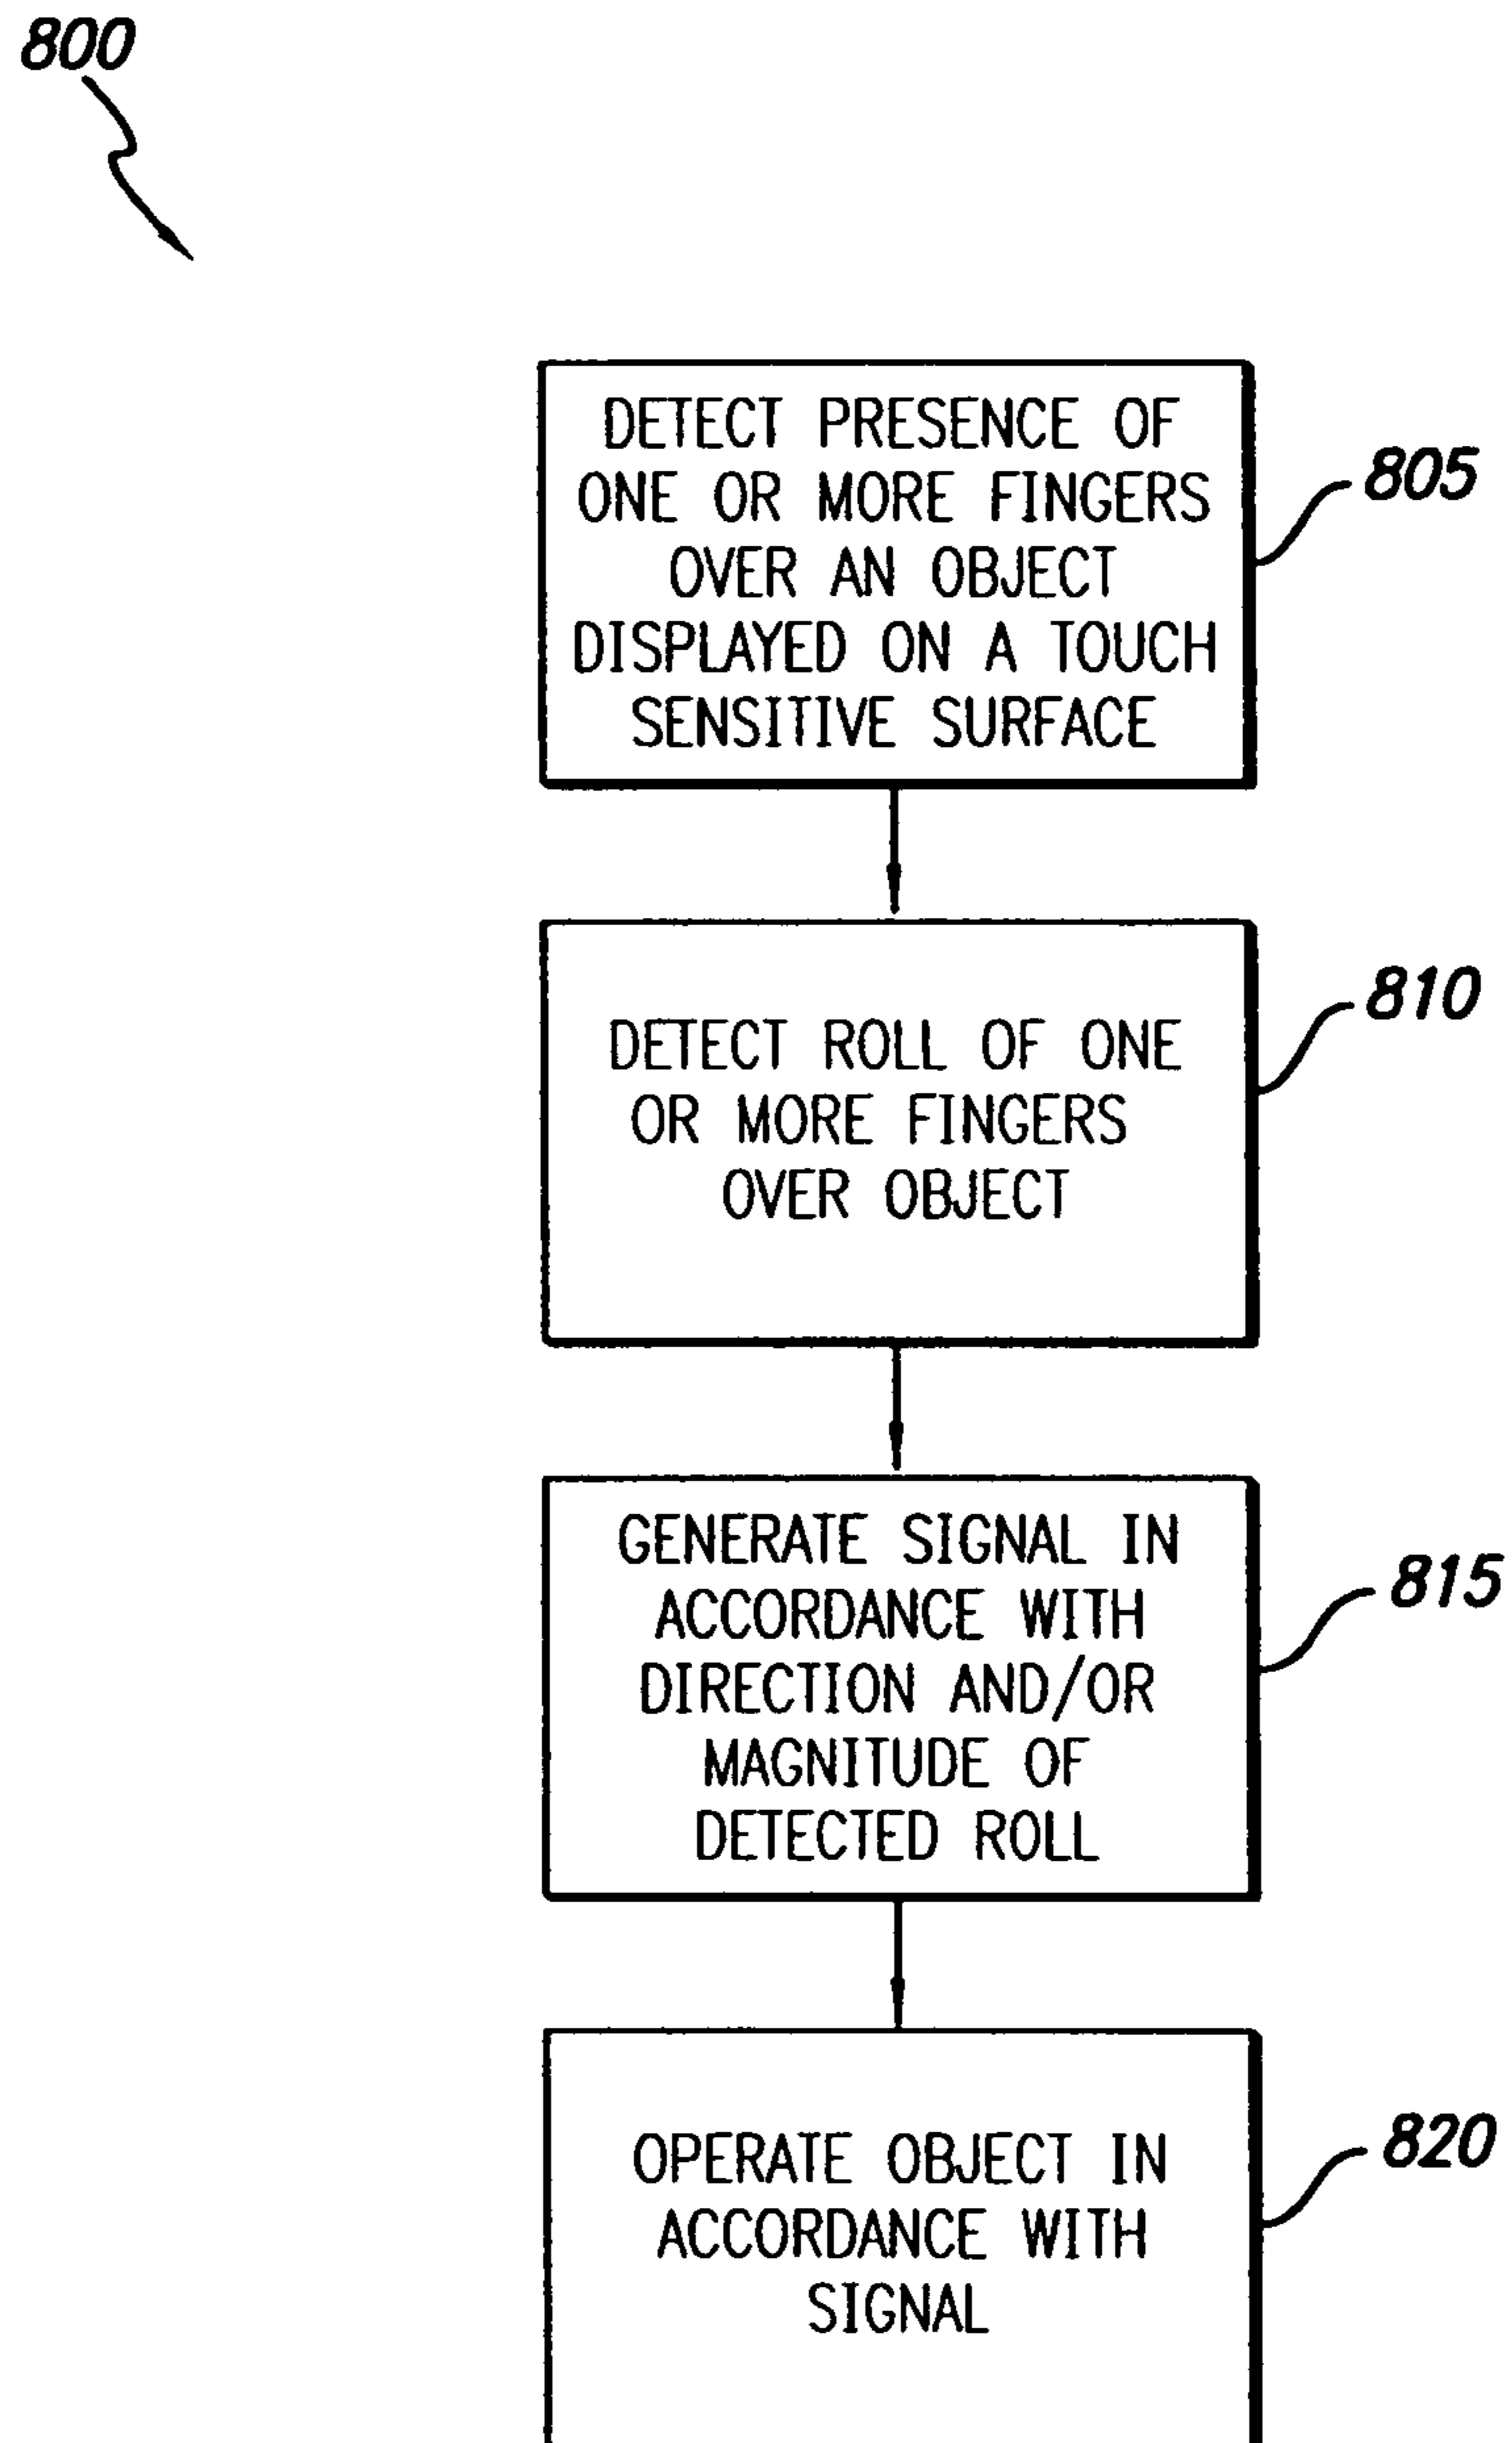 800
DETECT PRESENCE OF
ONE OR MORE FINGERS
OVER AN OBJECT
DISPLAYED ON A TOUCH
SENSITIVE SURFACE
805
DETECT ROLL OF ONE
OR MORE FINGERS
OVER OBJECT
810
GENERATE SIGNAL IN
ACCORDANCE WITH
DIRECTION AND/OR
MAGNITUDE OF
DETECTED ROLL
815
OPERATE OBJECT IN
ACCORDANCE WITH
SIGNAL
820